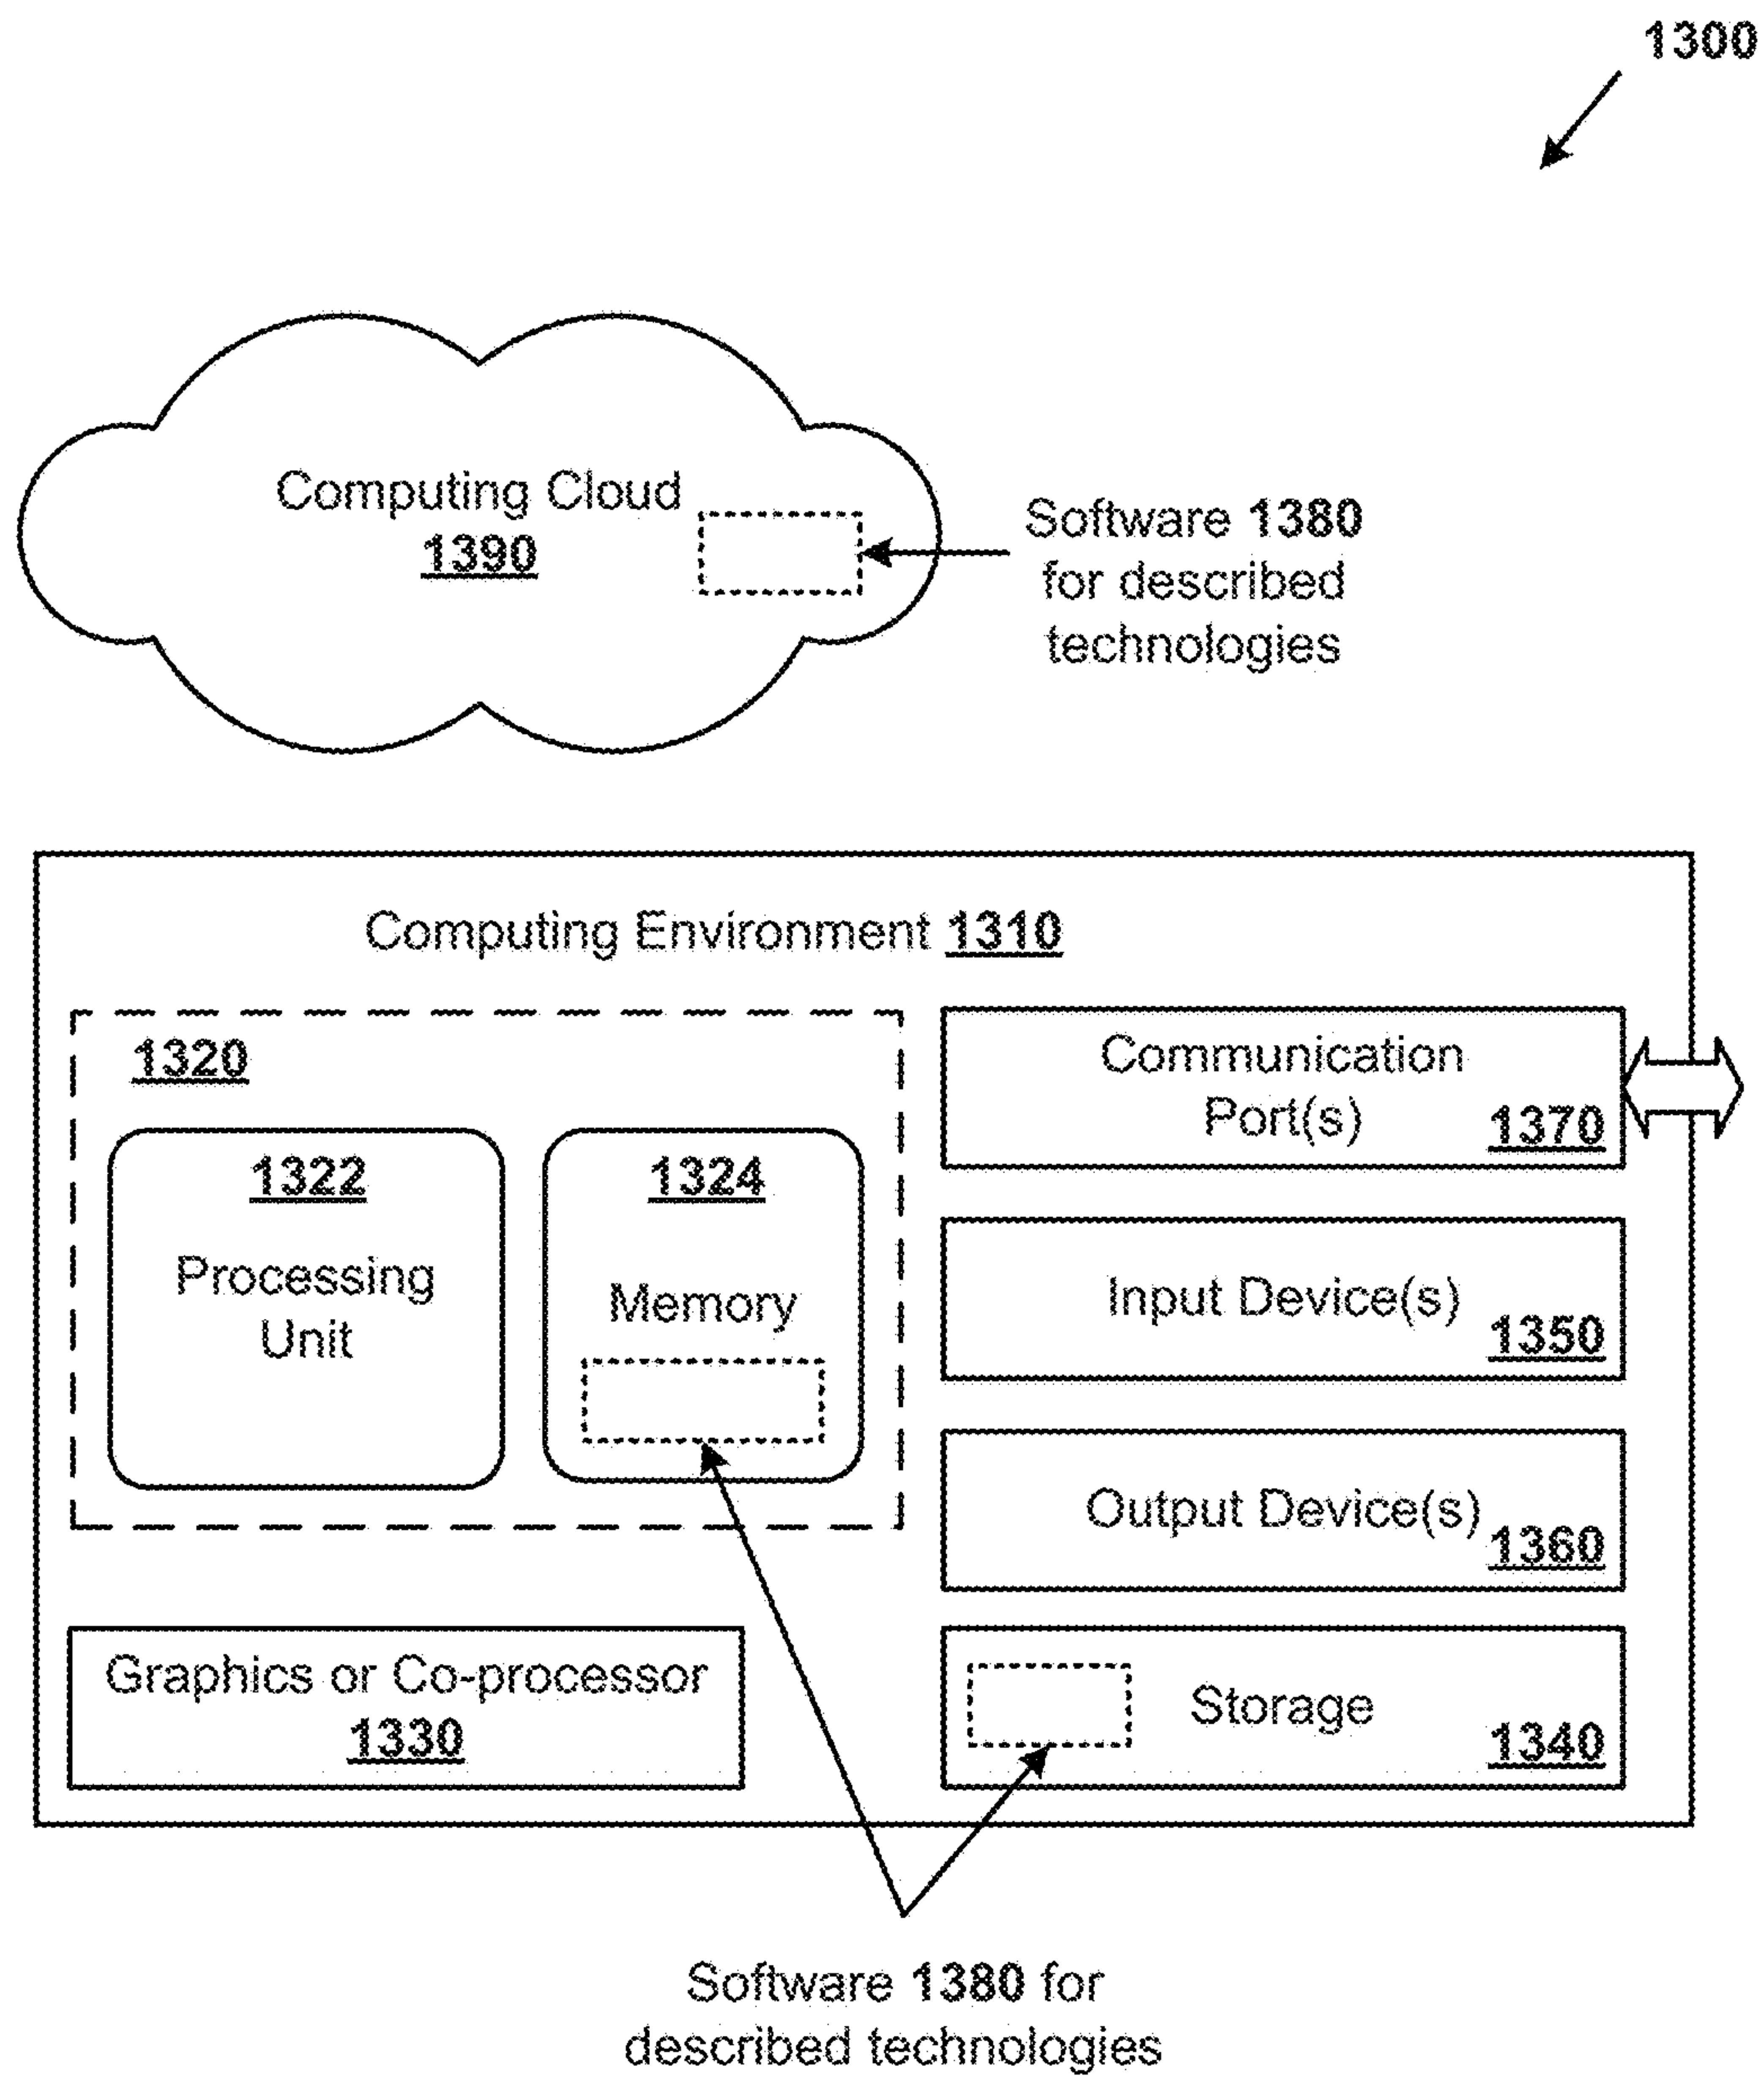 1300
Computing Cloud
1390
Software 1380
for described
technologies
Computing Environment 1310
1320
1322
Processing
Unit
1324
Memory
Communication
Port(s)
1370
Input Device(s)
1350
Output Device(s)
1360
Graphics or Co-processor
1330
Storage
1340
Software 1380 for
described technologies